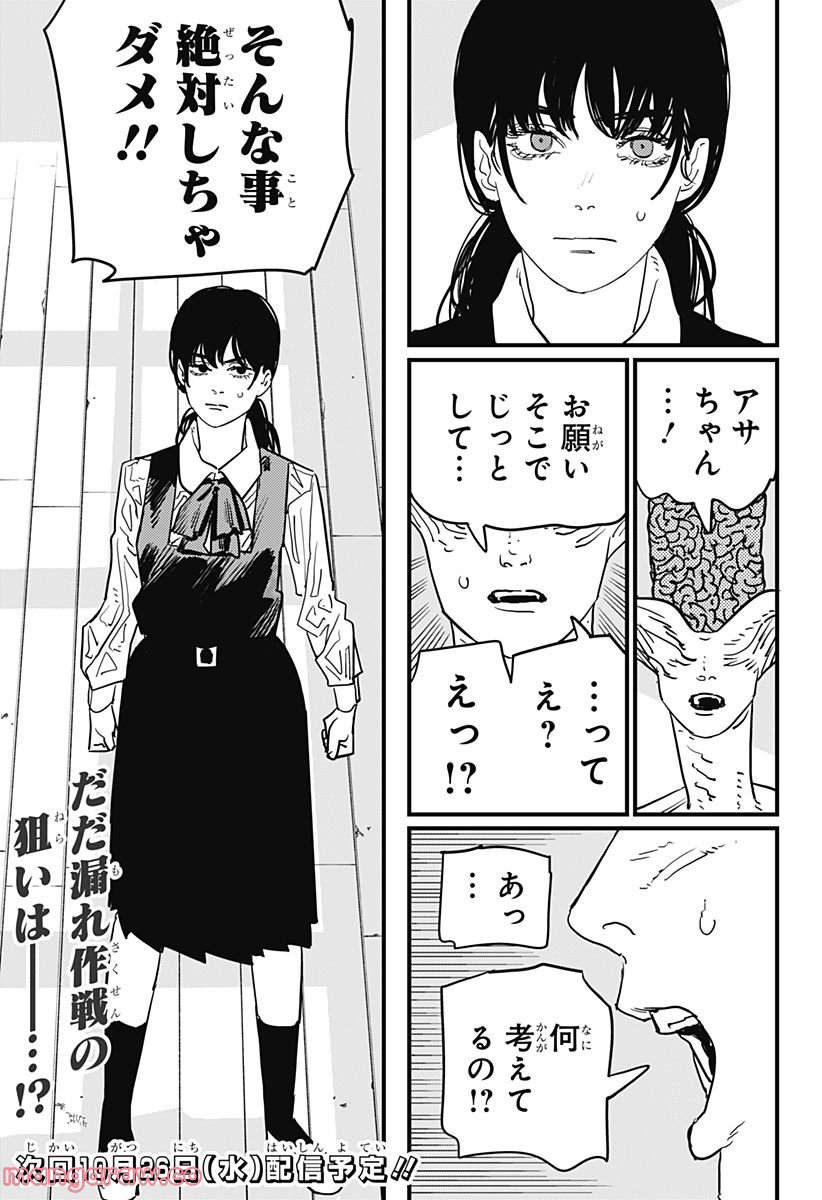 アサ
ちゃん
…!
お願い
そこで
じっと
して…
…って
え?
えっ!?
あっ
…
何
考えて
るの!?
そんな事
絶対しちゃ
ダメ!!
だだ漏れ作戦の
狙いは――…!?
次回10月26日(水)配信予定!!